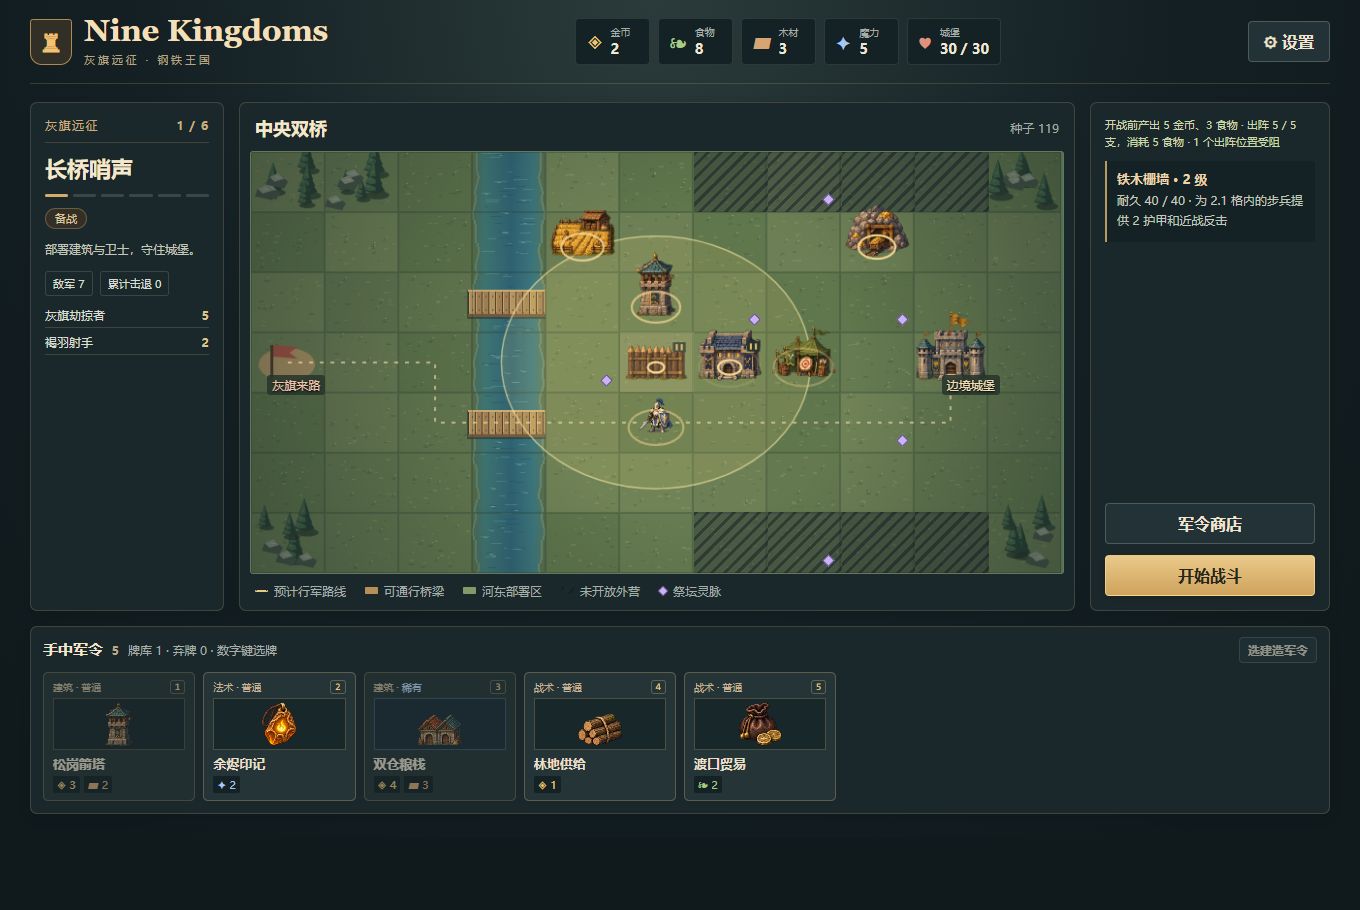 Nine Kingdoms
灰旗远征 · 钢铁王国
金币
2
食物
8
木材
3
魔力
5
城堡
30 / 30
⚙ 设置
灰旗远征
1 / 6
长桥哨声
备战
部署建筑与卫士，守住城堡。
敌军 7
累计击退 0
灰旗劫掠者
5
褐羽射手
2
中央双桥
种子 119
灰旗来路
边境城堡
预计行军路线
可通行桥梁
河东部署区
未开放外营
祭坛灵脉
开战前产出 5 金币、3 食物 · 出阵 5 / 5
支，消耗 5 食物 · 1 个出阵位置受阻
铁木栅墙 • 2 级
耐久 40 / 40 · 为 2.1 格内的步兵提
供 2 护甲和近战反击
军令商店
开始战斗
手中军令 5 牌库 1 · 弃牌 0 · 数字键选牌
选建造军令
建筑 · 普通
1
松岗箭塔
3
2
法术 · 普通
2
余烬印记
2
建筑 · 稀有
3
双仓粮栈
4
3
战术 · 普通
4
林地供给
1
战术 · 普通
5
渡口贸易
2